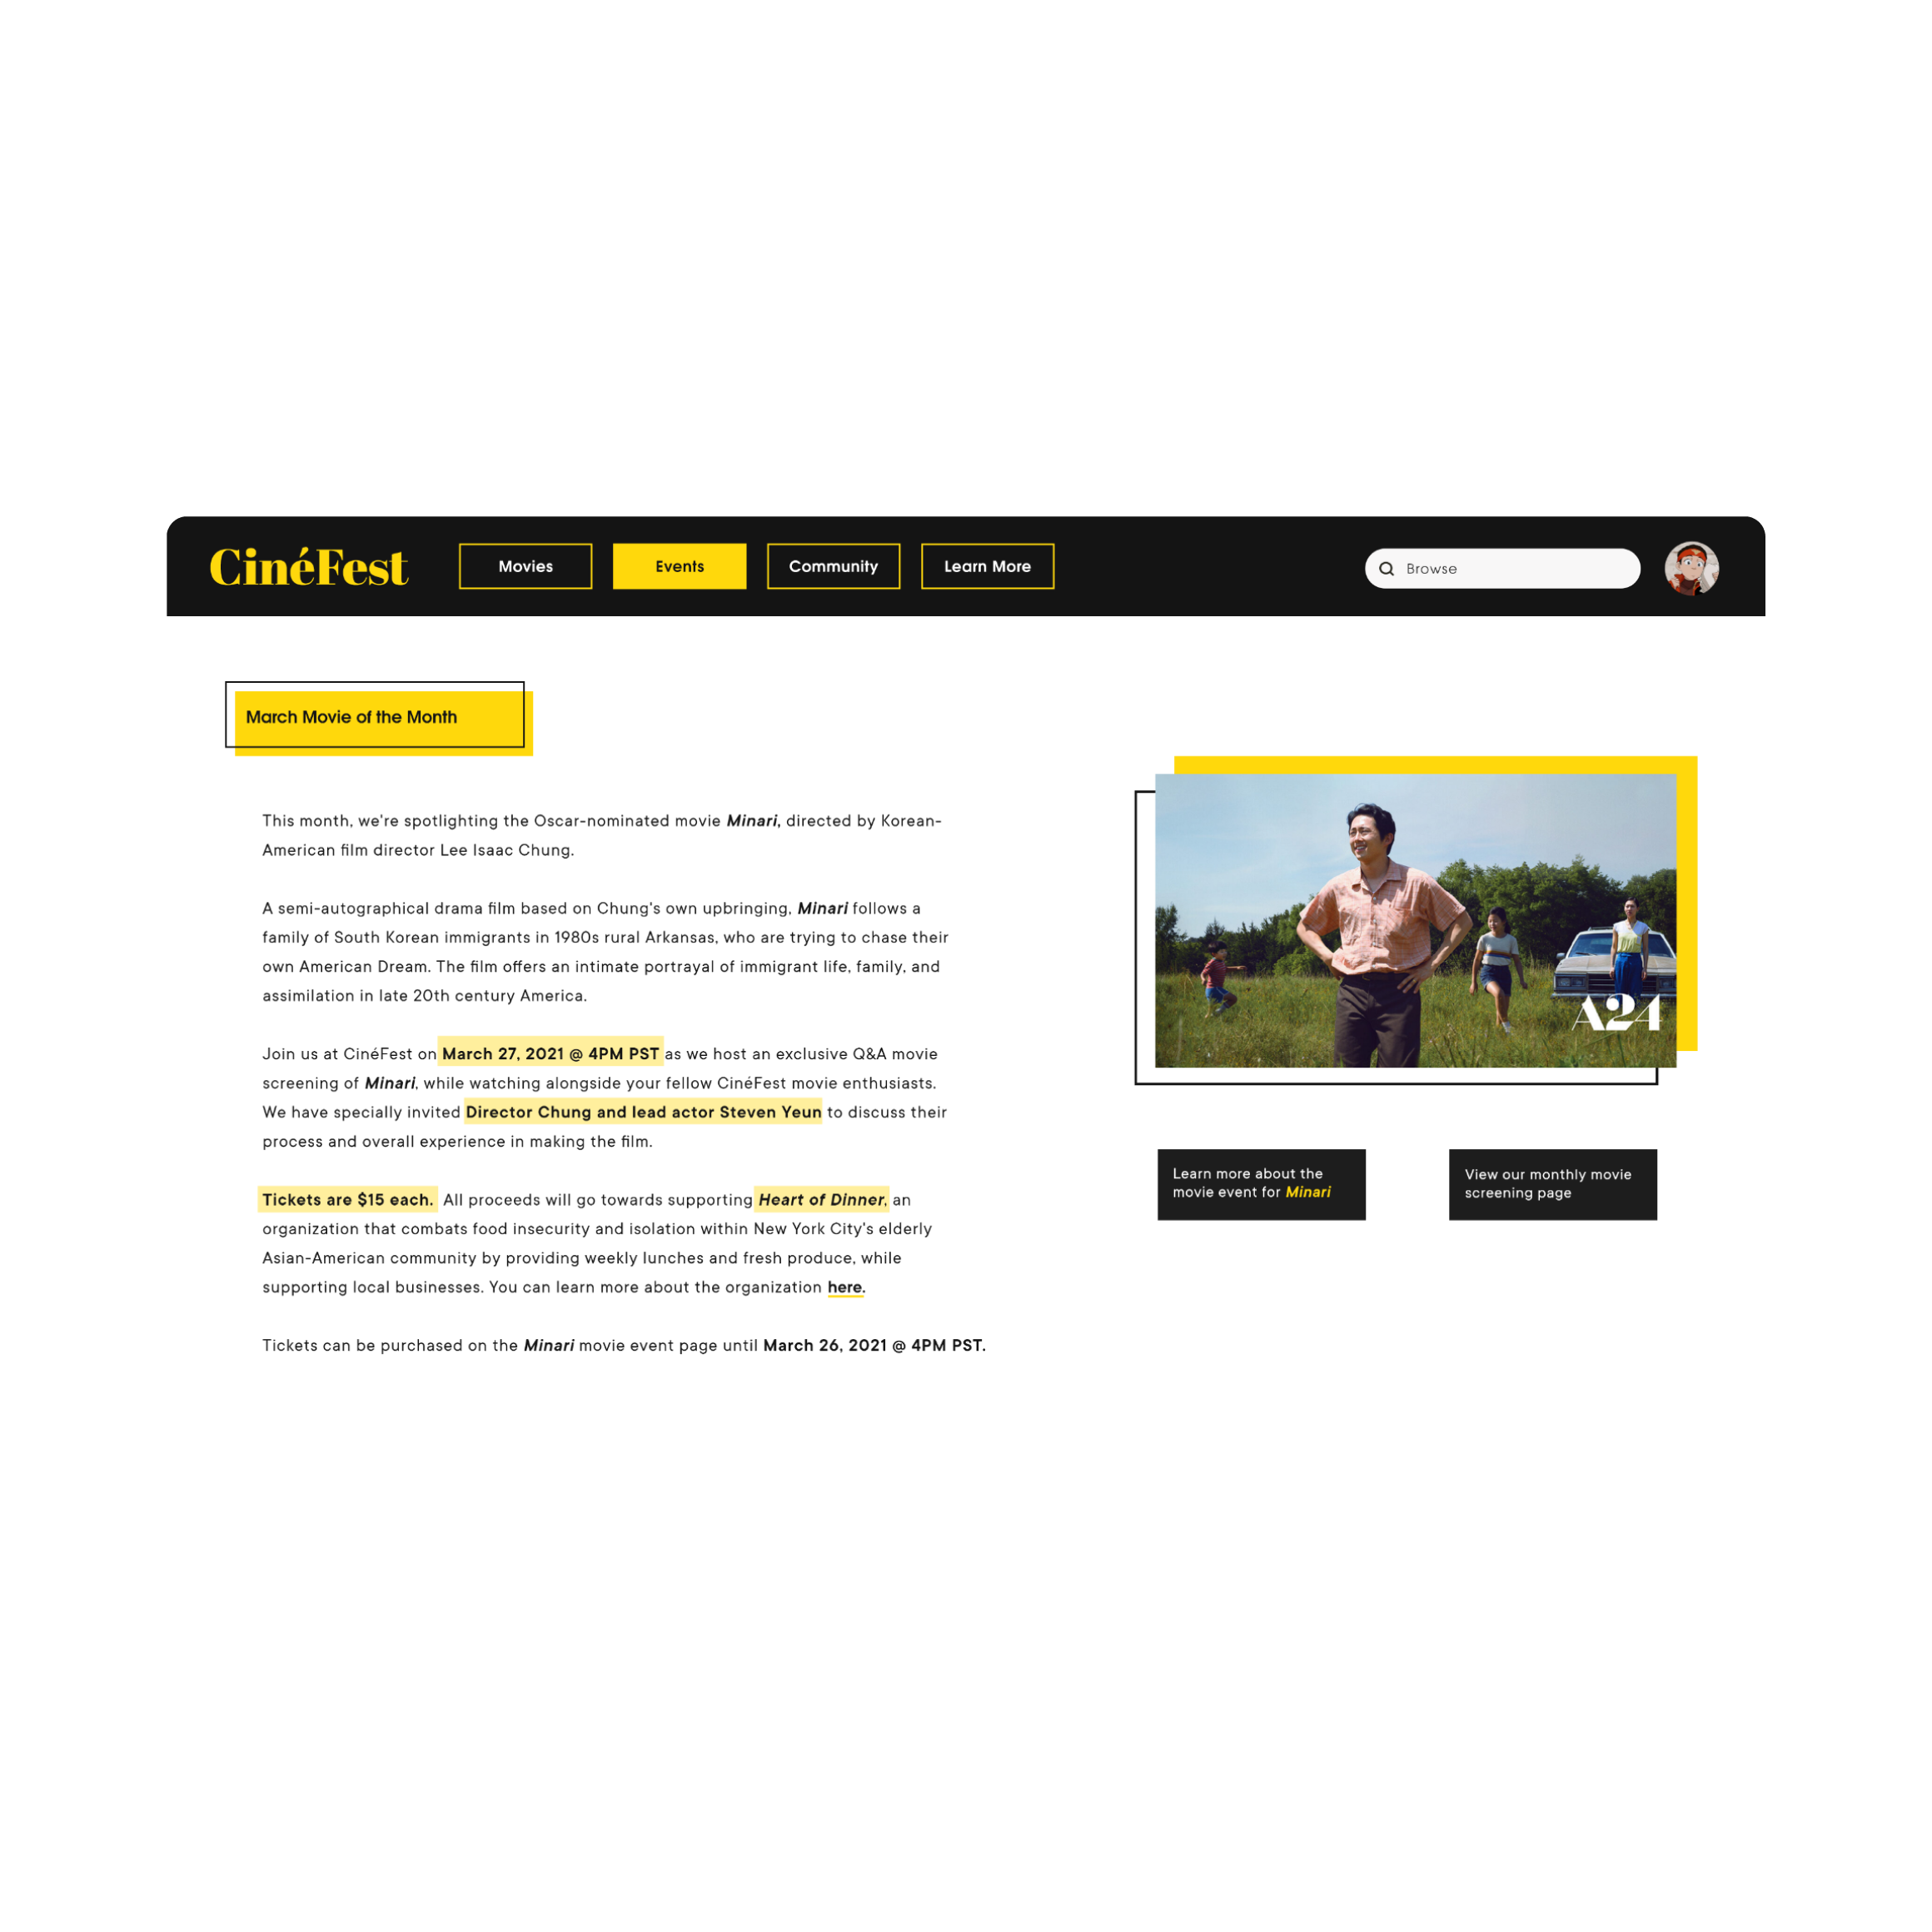 CinéFest
Movies
Events
Community
Learn More
Browse
March Movie of the Month
This month, we're spotlighting the Oscar-nominated movie Minari, directed by Korean-
American film director Lee Isaac Chung.
A semi-autographical drama film based on Chung's own upbringing, Minari follows a
family of South Korean immigrants in 1980s rural Arkansas, who are trying to chase their
own American Dream. The film offers an intimate portrayal of immigrant life, family, and
assimilation in late 20th century America.
Join us at CinéFest on March 27, 2021 @ 4PM PST as we host an exclusive Q&A movie
screening of Minari, while watching alongside your fellow CinéFest movie enthusiasts.
We have specially invited Director Chung and lead actor Steven Yeun to discuss their
process and overall experience in making the film.
Tickets are $15 each. All proceeds will go towards supporting Heart of Dinner, an
organization that combats food insecurity and isolation within New York City's elderly
Asian-American community by providing weekly lunches and fresh produce, while
supporting local businesses. You can learn more about the organization here.
Tickets can be purchased on the Minari movie event page until March 26, 2021 @ 4PM PST.
A24
Learn more about the
movie event for Minari
View our monthly movie
screening page